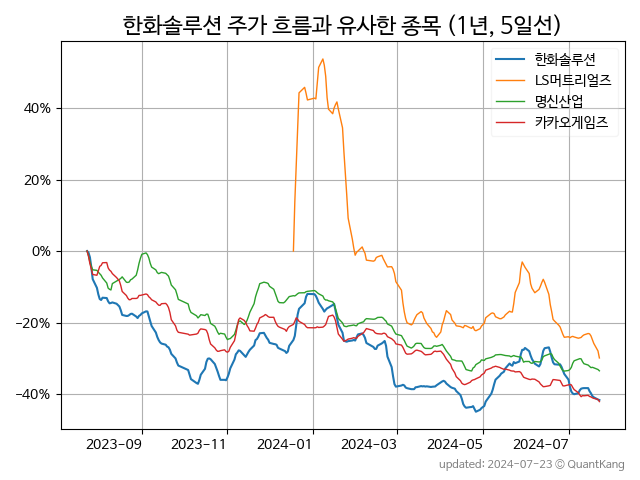 한화솔루션 주가 흐름과 유사한 종목 (1년, 5일선)
한화솔루션
LS머트리얼즈
명신산업
카카오게임즈
40%
20%
0%
−20%
−40%
2023-09
2023-11
2024-01
2024-03
2024-05
2024-07
updated: 2024-07-23 © QuantKang